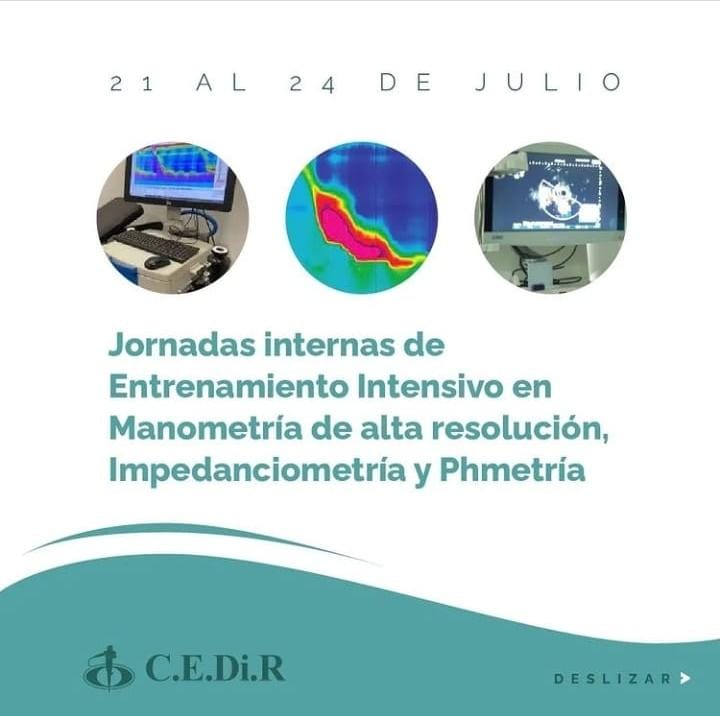 21 AL 24 DE JULIO
Jornadas internas de
Entrenamiento Intensivo en
Manometría de alta resolución,
Impedanciometría y Phmetría
C.E.Di.R
DESLIZAR